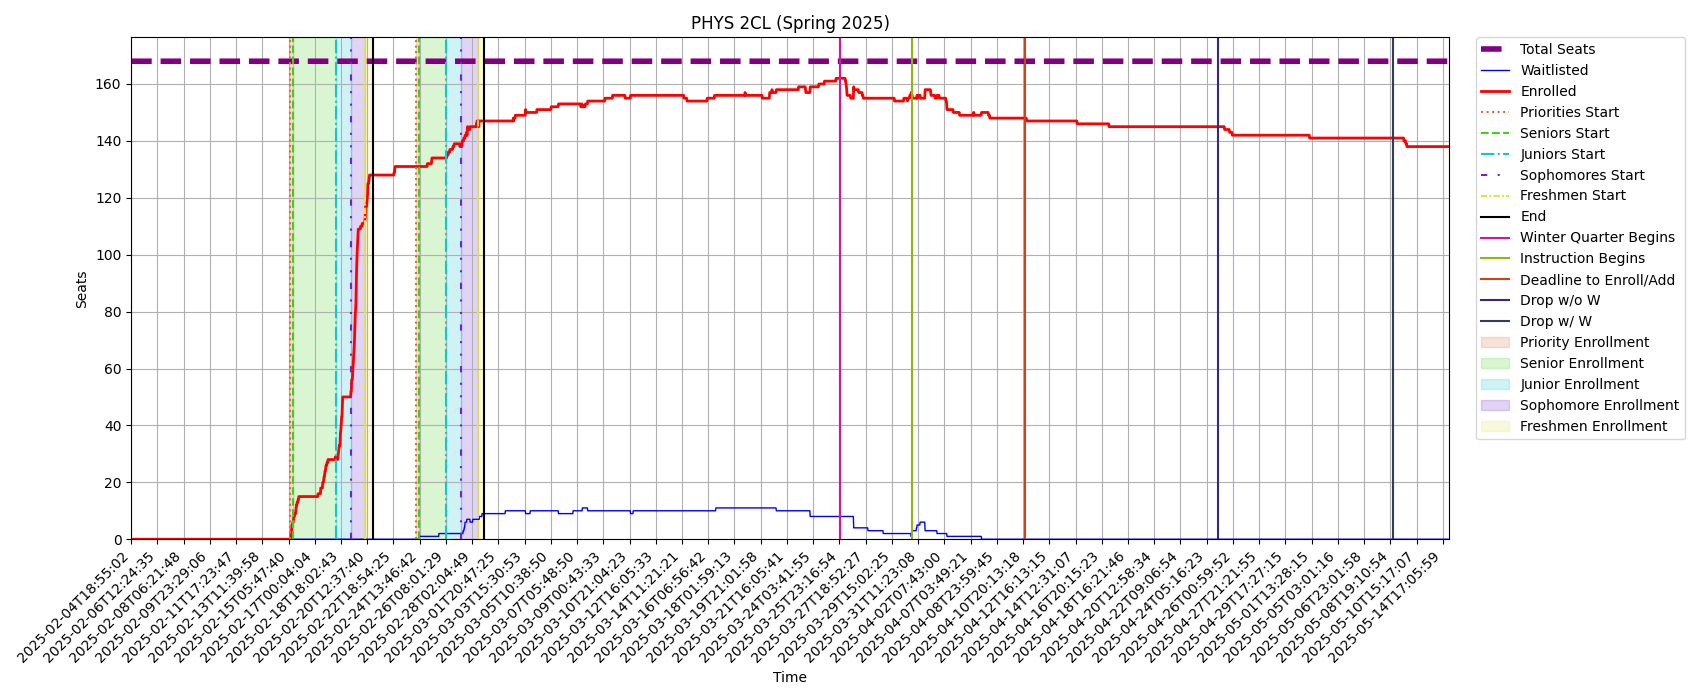 PHYS 2CL (Spring 2025)
Seats
160
140
120
100
80
60
40
20
0
2025-02-04T18:55:02
2025-02-06T12:24:35
2025-02-08T06:21:48
2025-02-09T23:29:06
2025-02-11T17:23:47
2025-02-13T11:39:58
2025-02-15T05:47:40
2025-02-17T00:04:04
2025-02-18T18:02:43
2025-02-20T12:37:40
2025-02-22T18:54:25
2025-02-24T13:46:42
2025-02-26T08:01:29
2025-02-28T02:04:49
2025-03-01T20:47:25
2025-03-03T15:30:53
2025-03-05T10:38:50
2025-03-07T05:48:50
2025-03-09T00:43:33
2025-03-10T21:04:23
2025-03-12T16:05:33
2025-03-14T11:21:21
2025-03-16T06:56:42
2025-03-18T01:59:13
2025-03-19T21:01:58
2025-03-21T16:05:41
2025-03-24T03:41:55
2025-03-25T23:16:54
2025-03-27T18:52:27
2025-03-29T15:02:25
2025-03-31T11:23:08
2025-04-02T07:43:00
2025-04-07T03:49:21
2025-04-08T23:59:45
2025-04-10T20:13:18
2025-04-12T16:13:15
2025-04-14T12:31:07
2025-04-16T20:15:23
2025-04-18T16:21:46
2025-04-20T12:58:34
2025-04-22T09:06:54
2025-04-24T05:16:23
2025-04-26T00:59:52
2025-04-27T21:21:55
2025-04-29T17:27:15
2025-05-01T13:28:15
2025-05-05T03:01:16
2025-05-06T23:01:58
2025-05-08T19:10:54
2025-05-10T15:17:07
2025-05-14T17:05:59
Time
Total Seats
Waitlisted
Enrolled
Priorities Start
Seniors Start
Juniors Start
Sophomores Start
Freshmen Start
End
Winter Quarter Begins
Instruction Begins
Deadline to Enroll/Add
Drop w/o W
Drop w/ W
Priority Enrollment
Senior Enrollment
Junior Enrollment
Sophomore Enrollment
Freshmen Enrollment